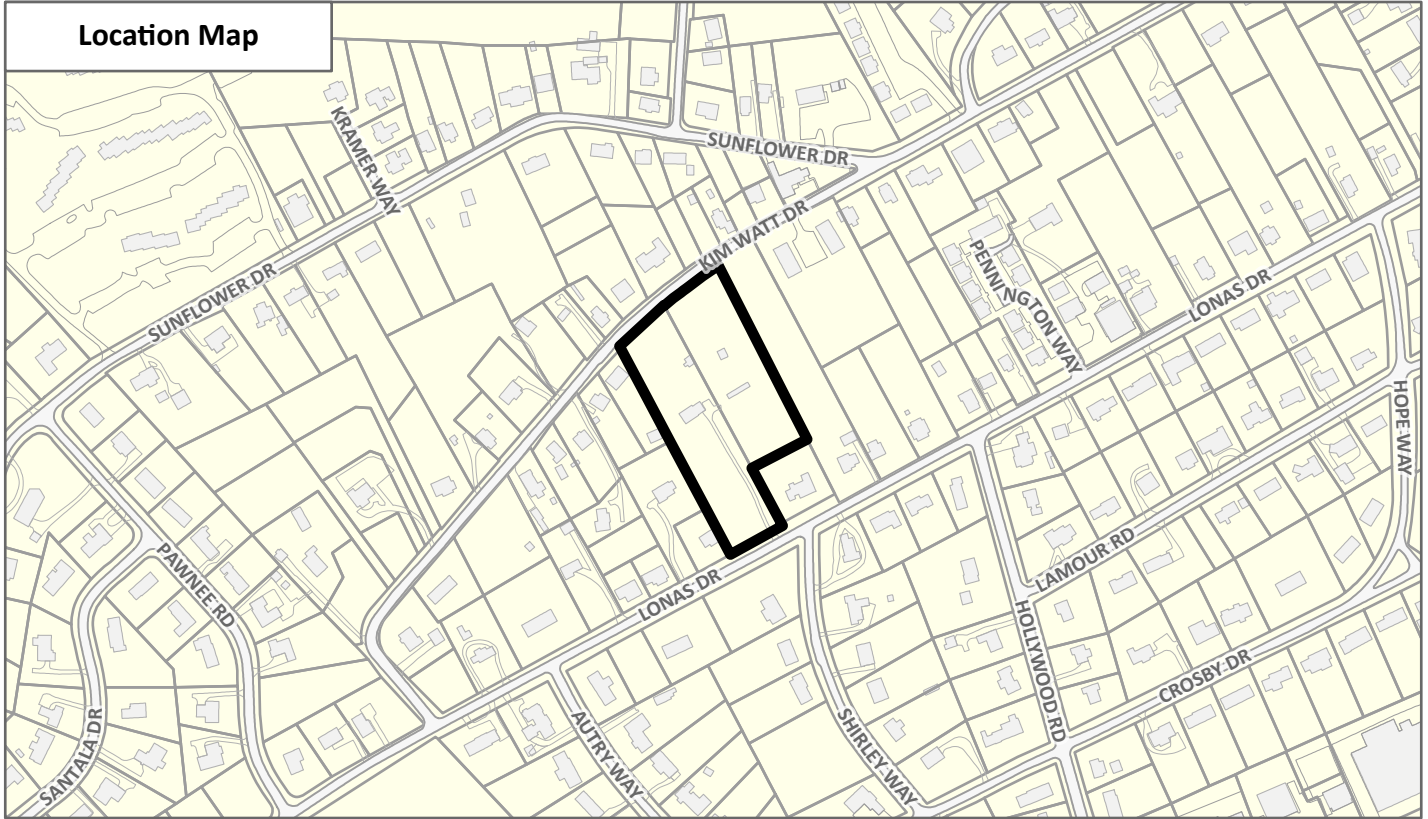 Location Map
KRAMER WAY
SUNFLOWER DR
KIM WATT DR
SUNFLOWER DR
PENNINGTON WAY
LONAS DR
HOPE WAY
LAMOUR RD
PAWNEE RD
LONAS DR
HOLLYWOOD RD
CROSBY DR
SANTALA DR
AUTRY WAY
SHIRLEY WAY